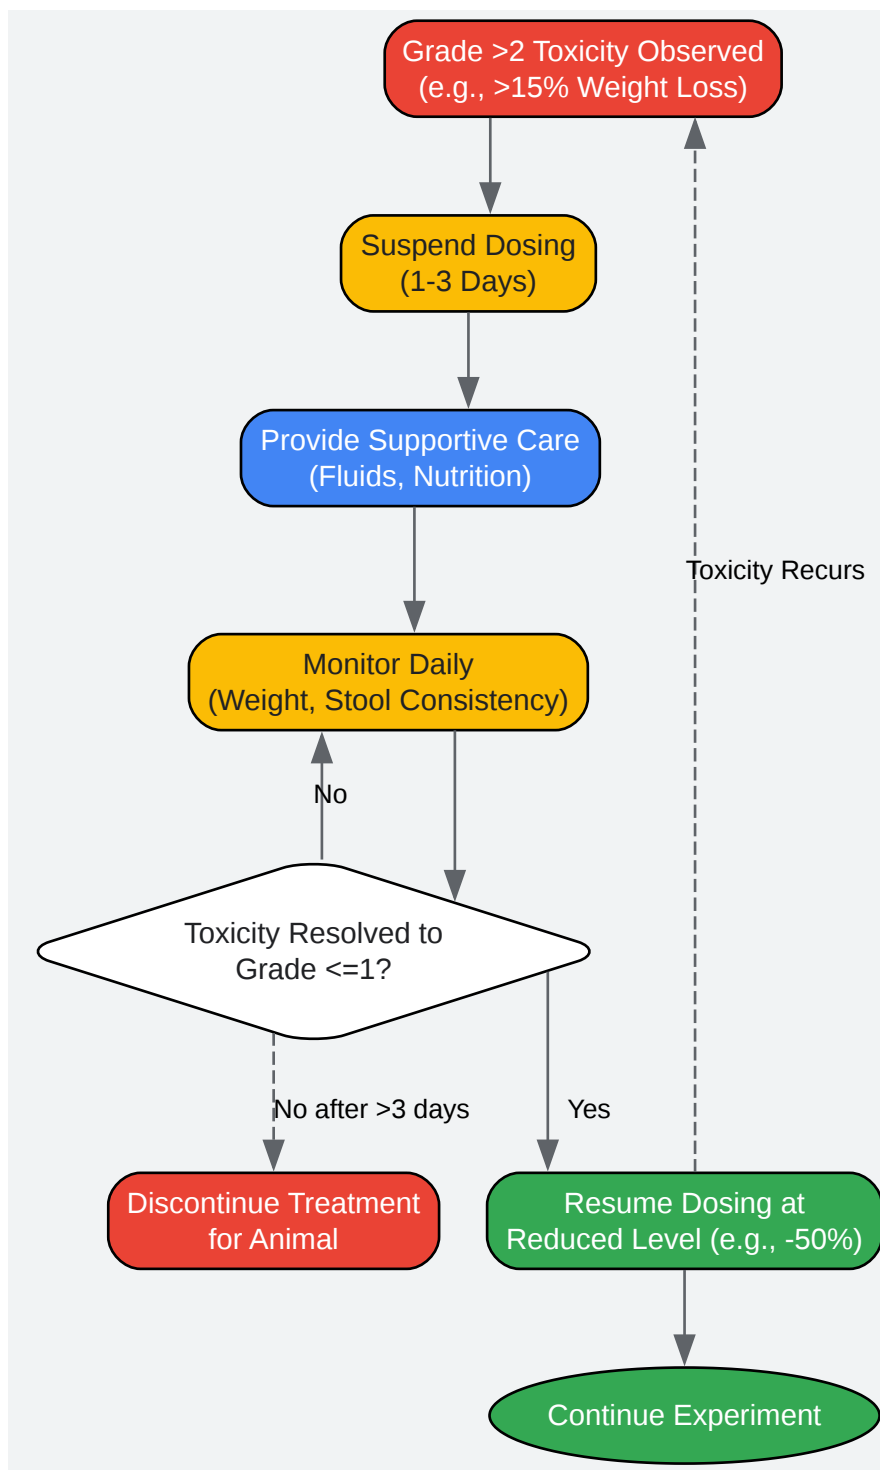 Grade >2 Toxicity Observed
(e.g., >15% Weight Loss)
Suspend Dosing
(1-3 Days)
Provide Supportive Care
(Fluids, Nutrition)
Toxicity Recurs
Monitor Daily
(Weight, Stool Consistency)
No
Toxicity Resolved to
Grade <=1?
No after >3 days
Yes
Discontinue Treatment
for Animal
Resume Dosing at
Reduced Level (e.g., -50%)
Continue Experiment